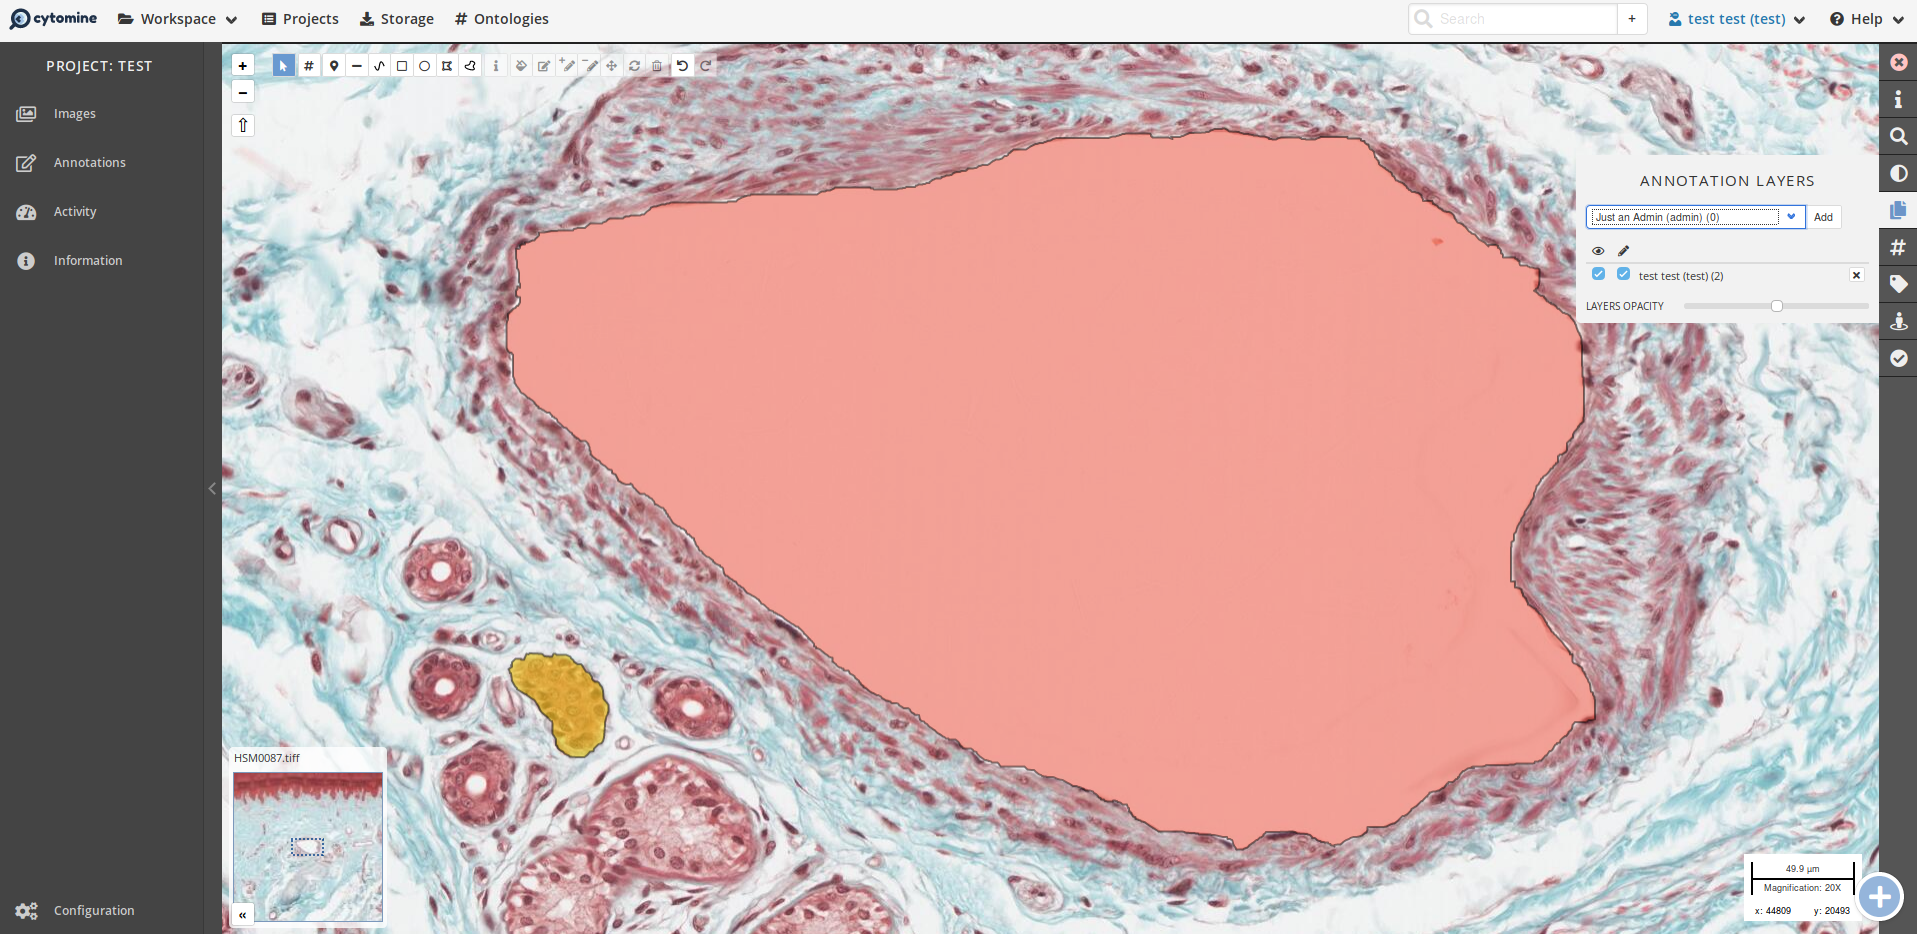 cytomine
Workspace
Projects
Storage
# Ontologies
Search
+
test test (test)
Help
PROJECT: TEST
Images
Annotations
Activity
Information
Configuration
ANNOTATION LAYERS
Just an Admin (admin) (0)
Add
test test (test) (2)
LAYERS OPACITY
HSM0087.tiff
49.9 µm
Magnification: 20X
x: 44809 y: 20493